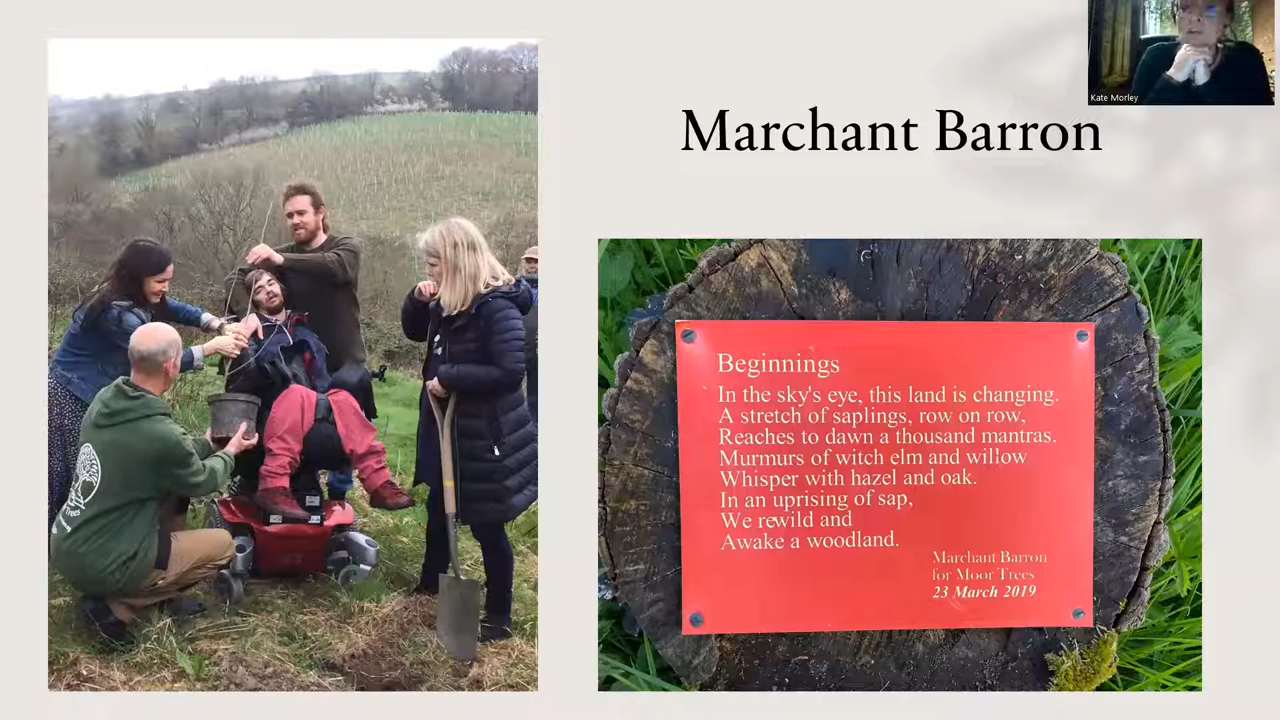 Kate Morley
Marchant Barron
Beginnings
In the sky's eye, this land is changing.
A stretch of saplings, row on row,
Reaches to dawn a thousand mantras.
Murmurs of witch elm and willow
Whisper with hazel and oak.
In an uprising of sap,
We rewild and
Awake a woodland.
Marchant Barron
for Moor Trees
23 March 2019